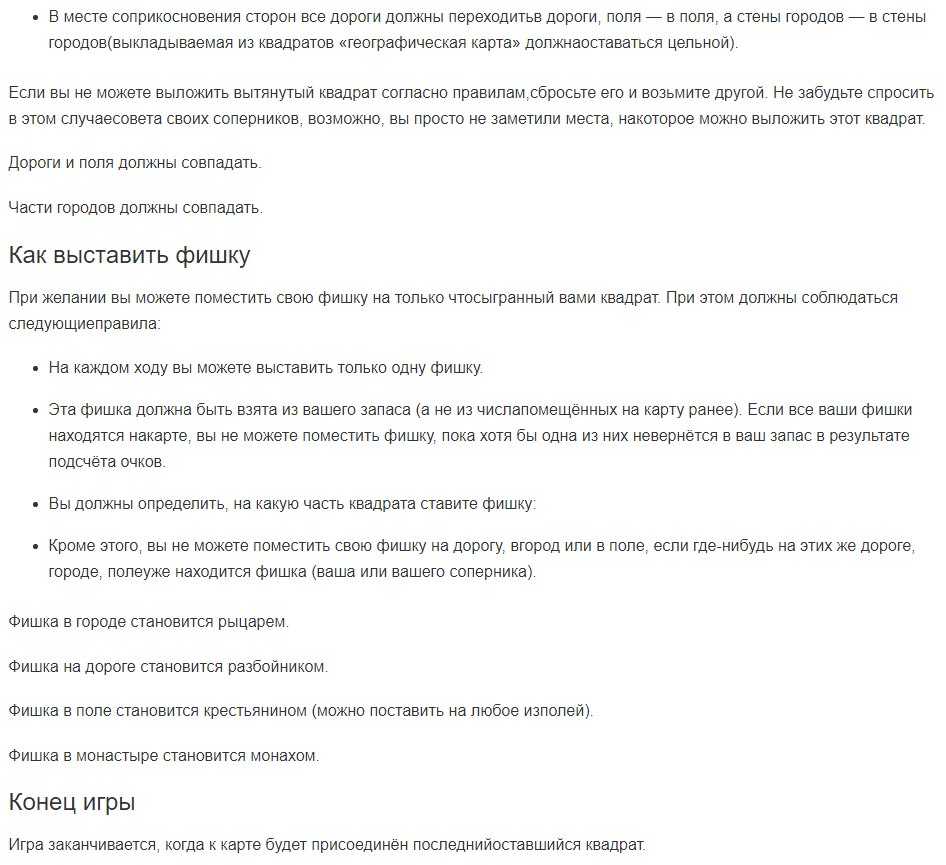 • В месте соприкосновения сторон все дороги должны переходитьв дороги, поля — в поля, а стены городов — в стены
городов(выкладываемая из квадратов «географическая карта» должнаоставаться цельной).
Если вы не можете выложить вытянутый квадрат согласно правилам,сбросьте его и возьмите другой. Не забудьте спросить
в этом случаесовета своих соперников, возможно, вы просто не заметили места, накоторое можно выложить этот квадрат.
Дороги и поля должны совпадать.
Части городов должны совпадать.
Как выставить фишку
При желании вы можете поместить свою фишку на только чтосыгранный вами квадрат. При этом должны соблюдаться
следующиеправила:
• На каждом ходу вы можете выставить только одну фишку.
• Эта фишка должна быть взята из вашего запаса (а не из числапомещённых на карту ранее). Если все ваши фишки
находятся накарте, вы не можете поместить фишку, пока хотя бы одна из них невернётся в ваш запас в результате
подсчёта очков.
• Вы должны определить, на какую часть квадрата ставите фишку:
• Кроме этого, вы не можете поместить свою фишку на дорогу, вгород или в поле, если где-нибудь на этих же дороге,
городе, полеуже находится фишка (ваша или вашего соперника).
Фишка в городе становится рыцарем.
Фишка на дороге становится разбойником.
Фишка в поле становится крестьянином (можно поставить на любое изполей).
Фишка в монастыре становится монахом.
Конец игры
Игра заканчивается, когда к карте будет присоединён последнийоставшийся квадрат.